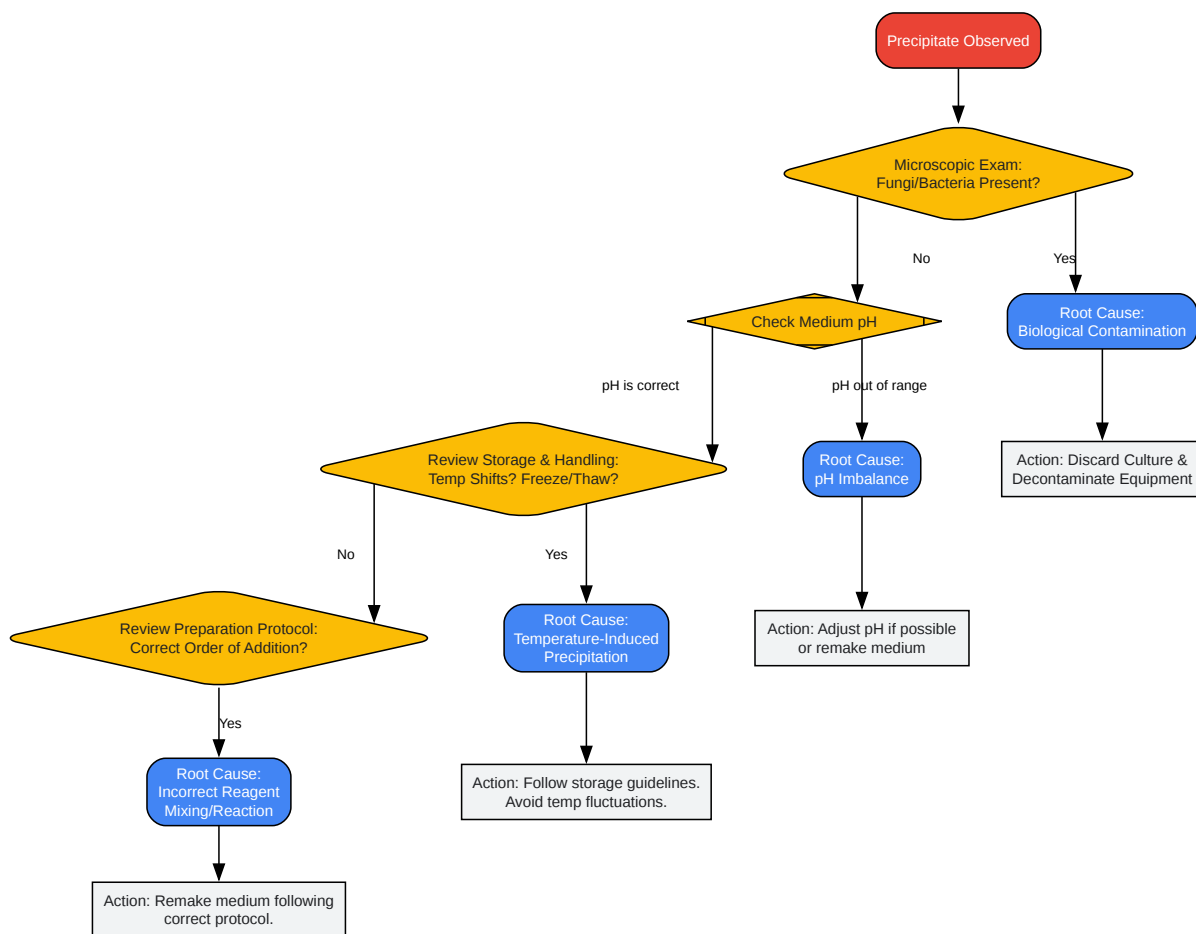 Precipitate Observed
Microscopic Exam:
Fungi/Bacteria Present?
No
Yes
Check Medium pH
Root Cause:
Biological Contamination
pH is correct
pH out of range
Review Storage & Handling:
Temp Shifts? Freeze/Thaw?
Root Cause:
pH Imbalance
Action: Discard Culture &
Decontaminate Equipment
No
Yes
Review Preparation Protocol:
Correct Order of Addition?
Root Cause:
Temperature-Induced
Precipitation
Action: Adjust pH if possible
or remake medium
Yes
Root Cause:
Incorrect Reagent
Mixing/Reaction
Action: Follow storage guidelines.
Avoid temp fluctuations.
Action: Remake medium following
correct protocol.